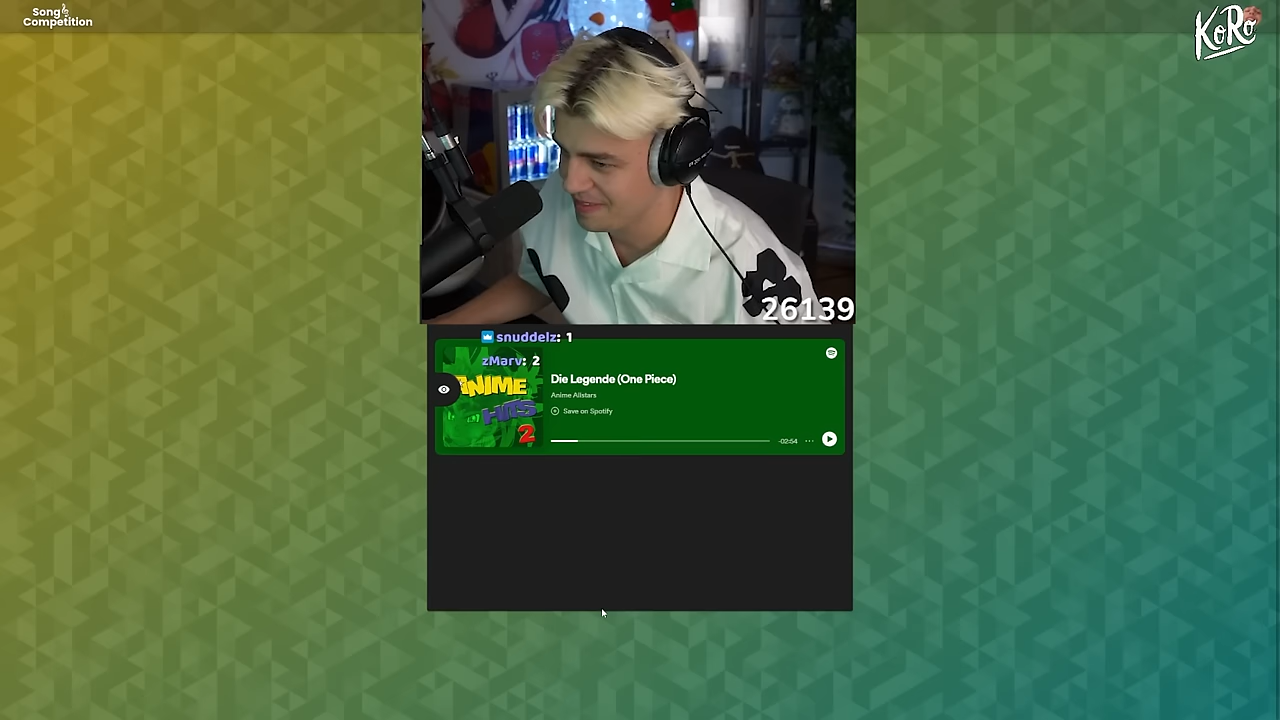 Song
Competition
KoRo
26139
snuddelz: 1
zMarv: 2
ANIME
HITS
2
Die Legende (One Piece)
Anime Allstars
Save on Spotify
-02:54